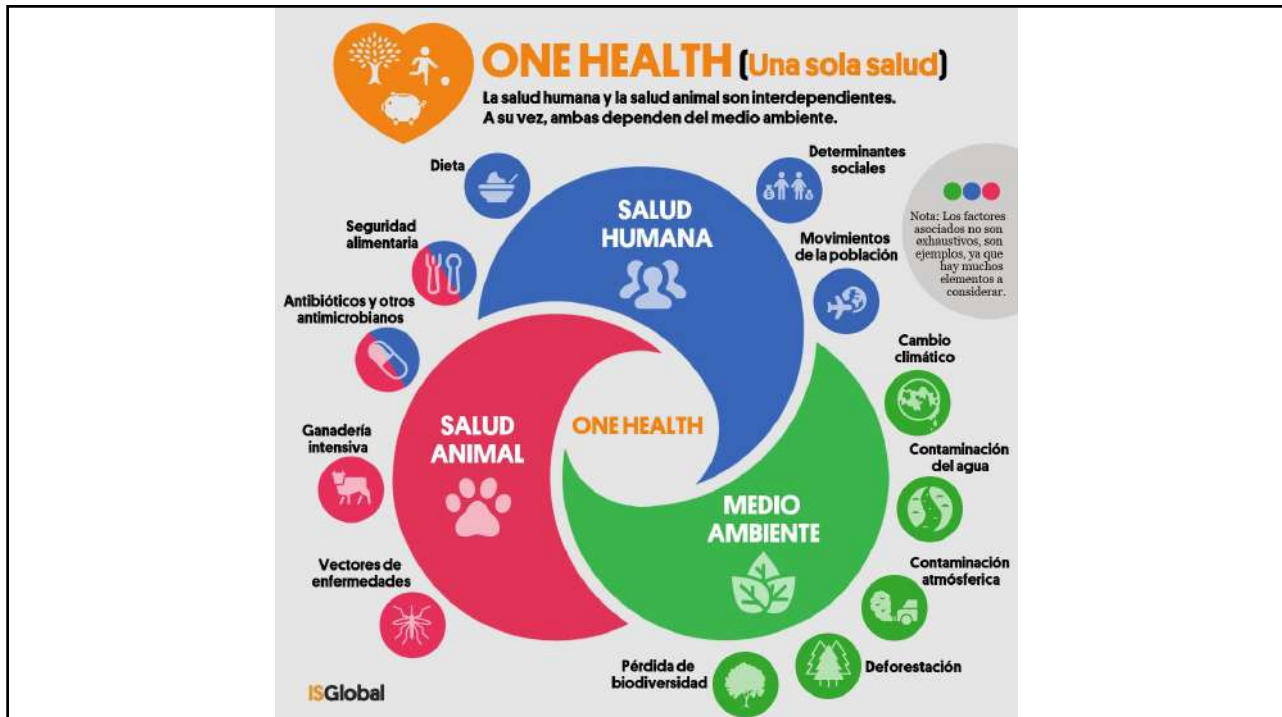 ONE HEALTH (Una sola salud)
La salud humana y la salud animal son interdependientes.
A su vez, ambas dependen del medio ambiente.
Dieta
Determinantes
sociales
Seguridad
alimentaria
SALUD
HUMANA
Movimientos
de la población
Nota: Los factores
asociados no son
exhaustivos, son
ejemplos, ya que
hay muchos
elementos a
considerar.
Antibióticos y otros
antimicrobianos
Cambio
climático
SALUD
ANIMAL
ONE HEALTH
Ganadería
intensiva
Contaminación
del agua
MEDIO
AMBIENTE
Vectores de
enfermedades
Contaminación
atmósferica
Pérdida de
biodiversidad
Deforestación
ISGlobal